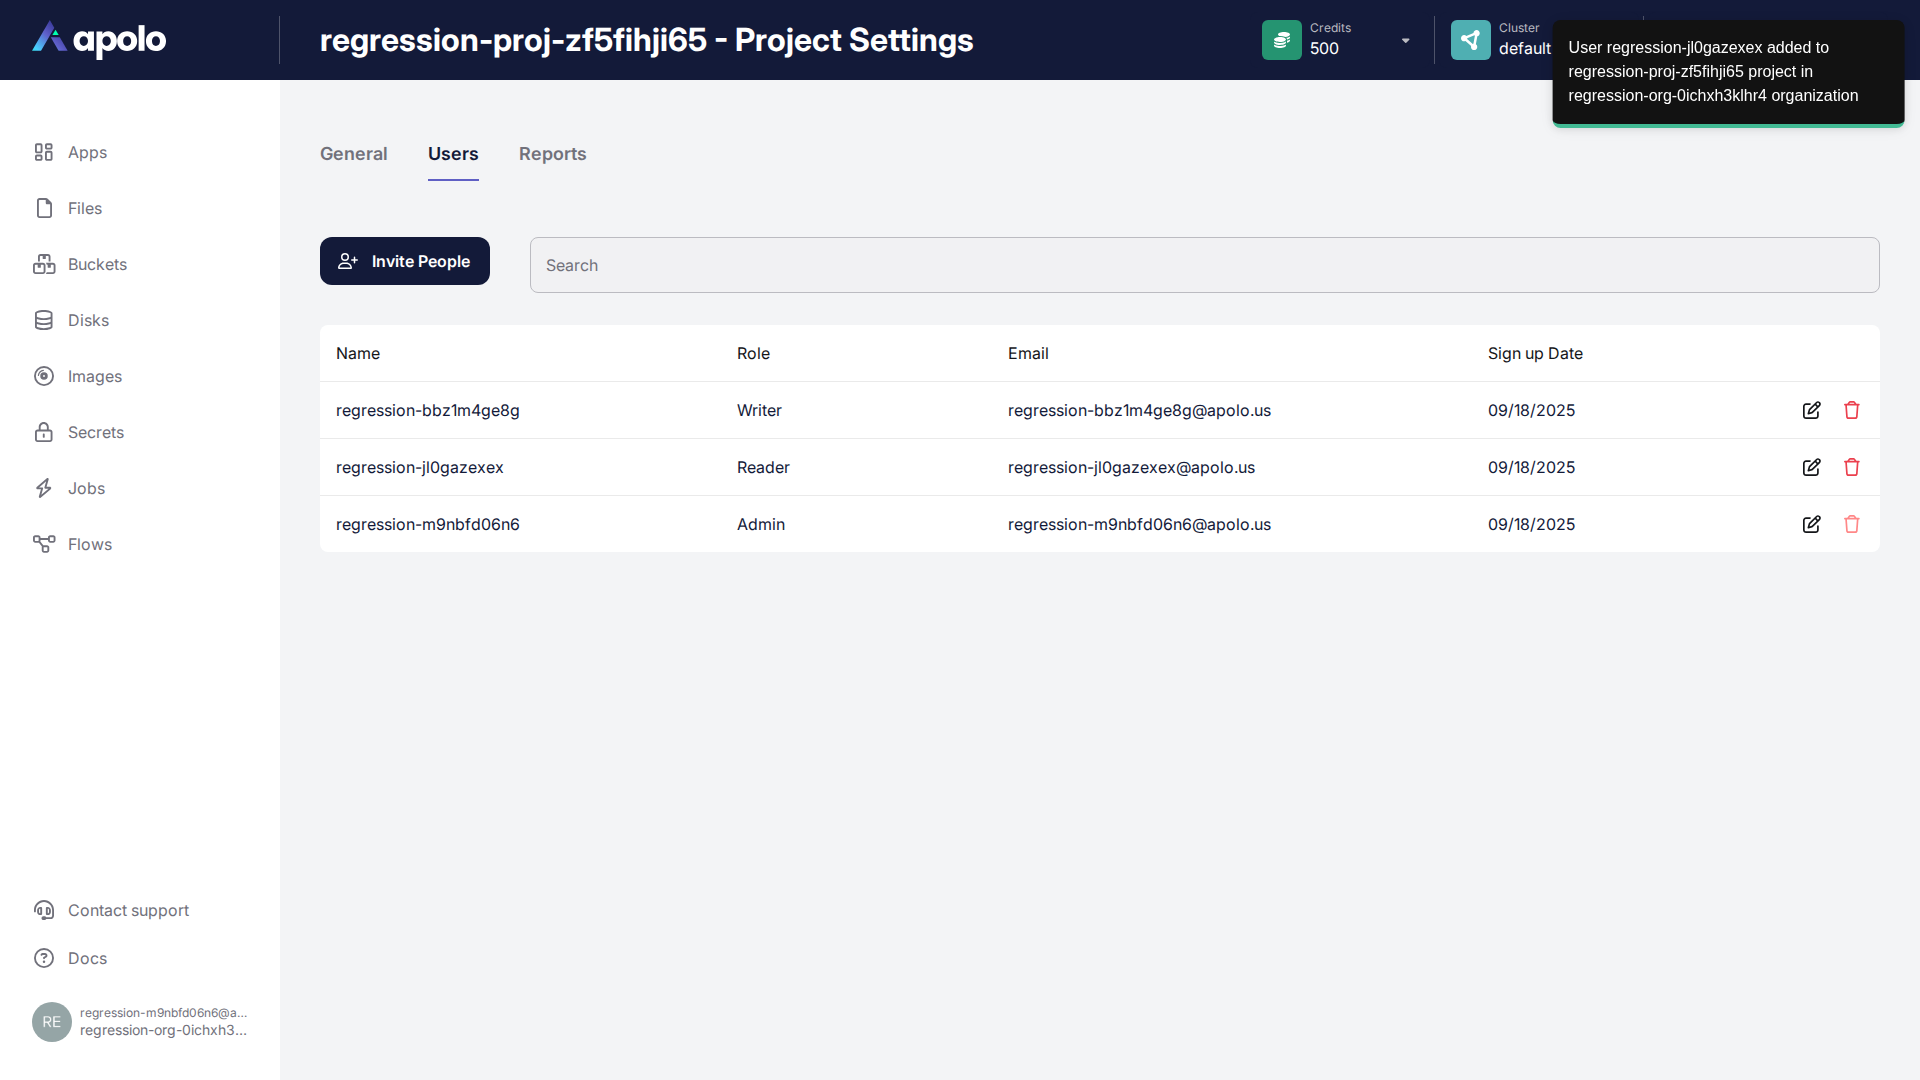 apolo
regression-proj-zf5fihji65 - Project Settings
Credits
500
Cluster
default
User regression-jl0gazexex added to
regression-proj-zf5fihji65 project in
regression-org-0ichxh3klhr4 organization
Apps
Files
Buckets
Disks
Images
Secrets
Jobs
Flows
Contact support
Docs
RE
regression-m9nbfd06n6@a...
regression-org-0ichxh3...
General Users Reports
Invite People
Search
Name Role Email Sign up Date
regression-bbz1m4ge8g Writer regression-bbz1m4ge8g@apolo.us 09/18/2025
regression-jl0gazexex Reader regression-jl0gazexex@apolo.us 09/18/2025
regression-m9nbfd06n6 Admin regression-m9nbfd06n6@apolo.us 09/18/2025